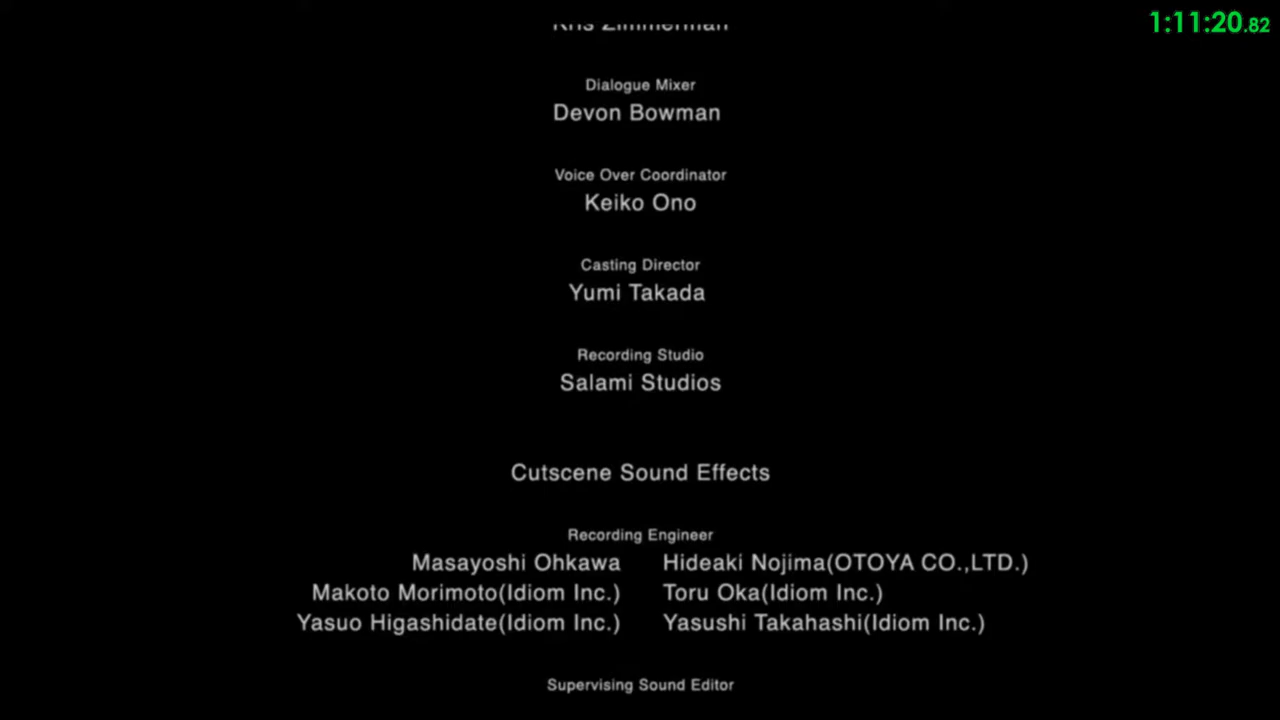 1:11:20.82
Kris Zimmerman
Dialogue Mixer
Devon Bowman
Voice Over Coordinator
Keiko Ono
Casting Director
Yumi Takada
Recording Studio
Salami Studios
Cutscene Sound Effects
Recording Engineer
Masayoshi Ohkawa Hideaki Nojima(OTOYA CO.,LTD.)
Makoto Morimoto(Idiom Inc.) Toru Oka(Idiom Inc.)
Yasuo Higashidate(Idiom Inc.) Yasushi Takahashi(Idiom Inc.)
Supervising Sound Editor